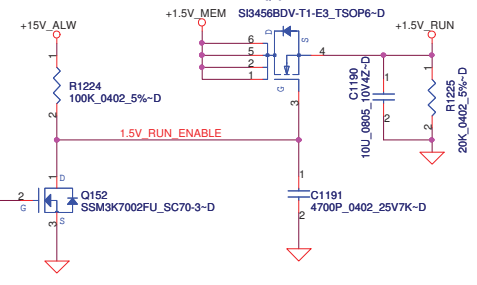 SI3456BDV-T1-E3_TSOP6~D
+15V_ALW
+1.5V_MEM
+1.5V_RUN
D
S
6
5
2
1
4
G
3
1
R1224
100K_0402_5%~D
2
C1190
10U_0805_10V4Z~D
1
2
1
R1225
20K_0402_5%~D
2
1.5V_RUN_ENABLE
1
D
2
G
Q152
SSM3K7002FU_SC70-3~D
S
3
1
C1191
4700P_0402_25V7K~D
2